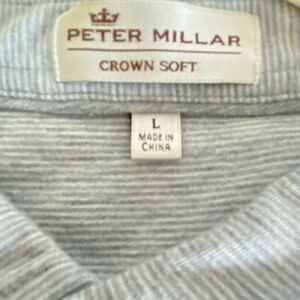 PETER MILLAR
CROWN SOFT
L
MADE IN
CHINA